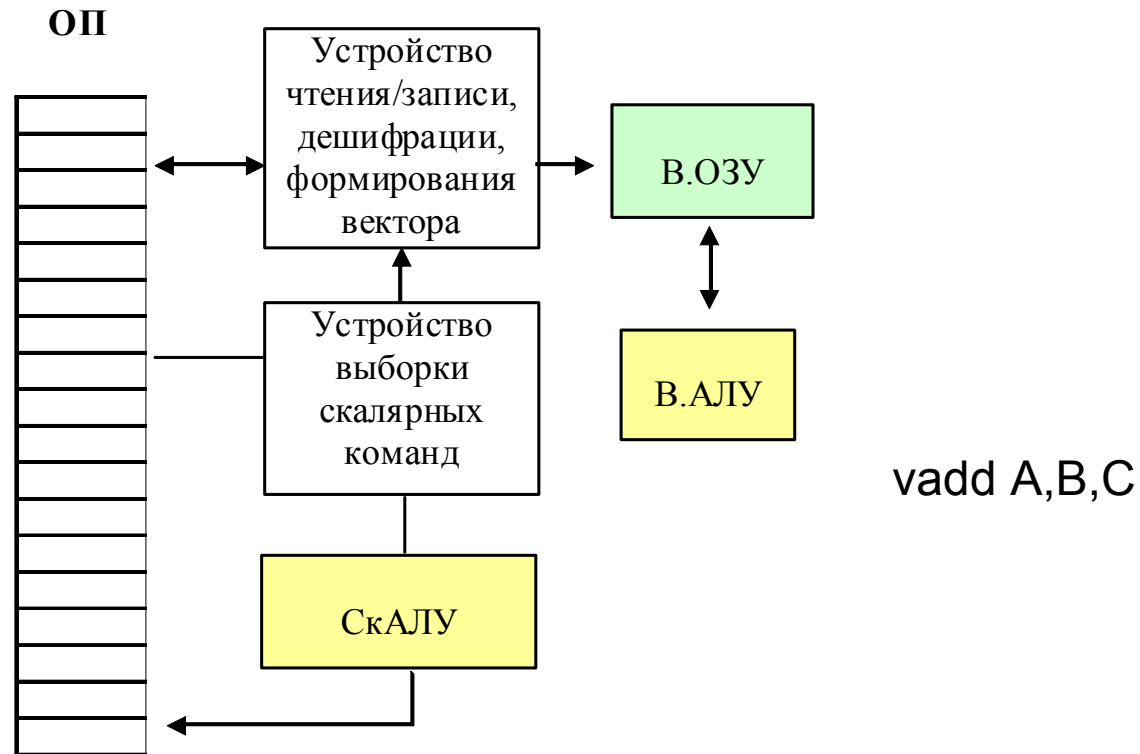 ОП
Устройство
чтения/записи,
дешифрации,
формирования
вектора
В.ОЗУ
Устройство
выборки
скалярных
команд
В.АЛУ
vadd A,B,C
СкАЛУ